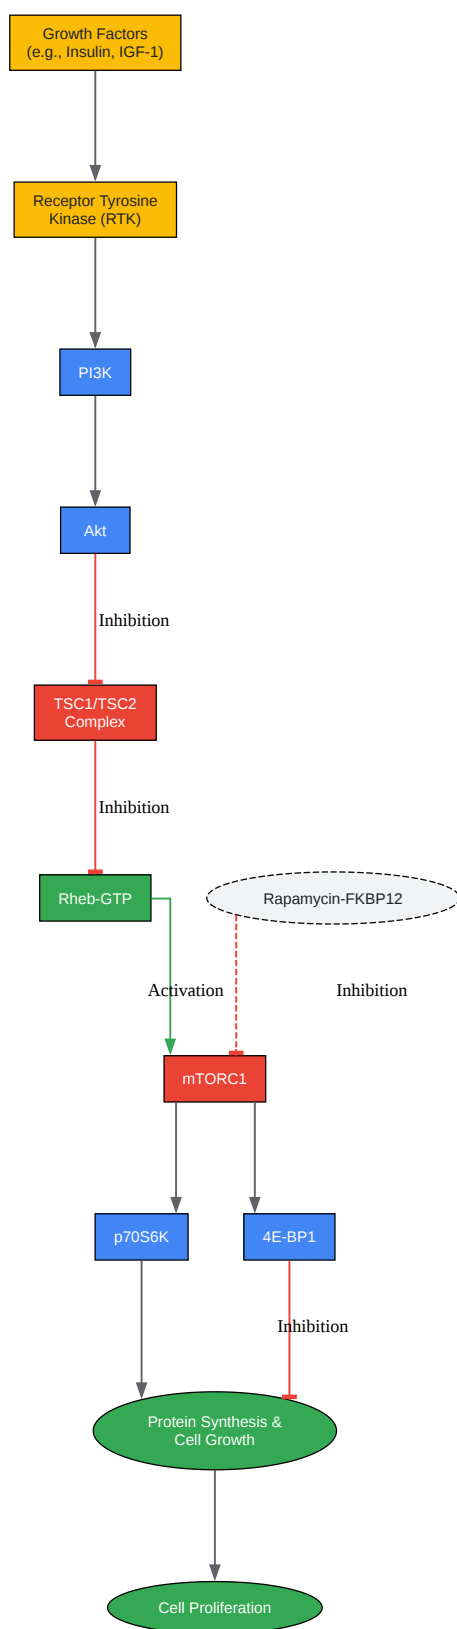 Growth Factors
(e.g., Insulin, IGF-1)
Receptor Tyrosine
Kinase (RTK)
PI3K
Akt
Inhibition
TSC1/TSC2
Complex
Inhibition
Rheb-GTP
Rapamycin-FKBP12
Activation
Inhibition
mTORC1
p70S6K
4E-BP1
Inhibition
Protein Synthesis &
Cell Growth
Cell Proliferation